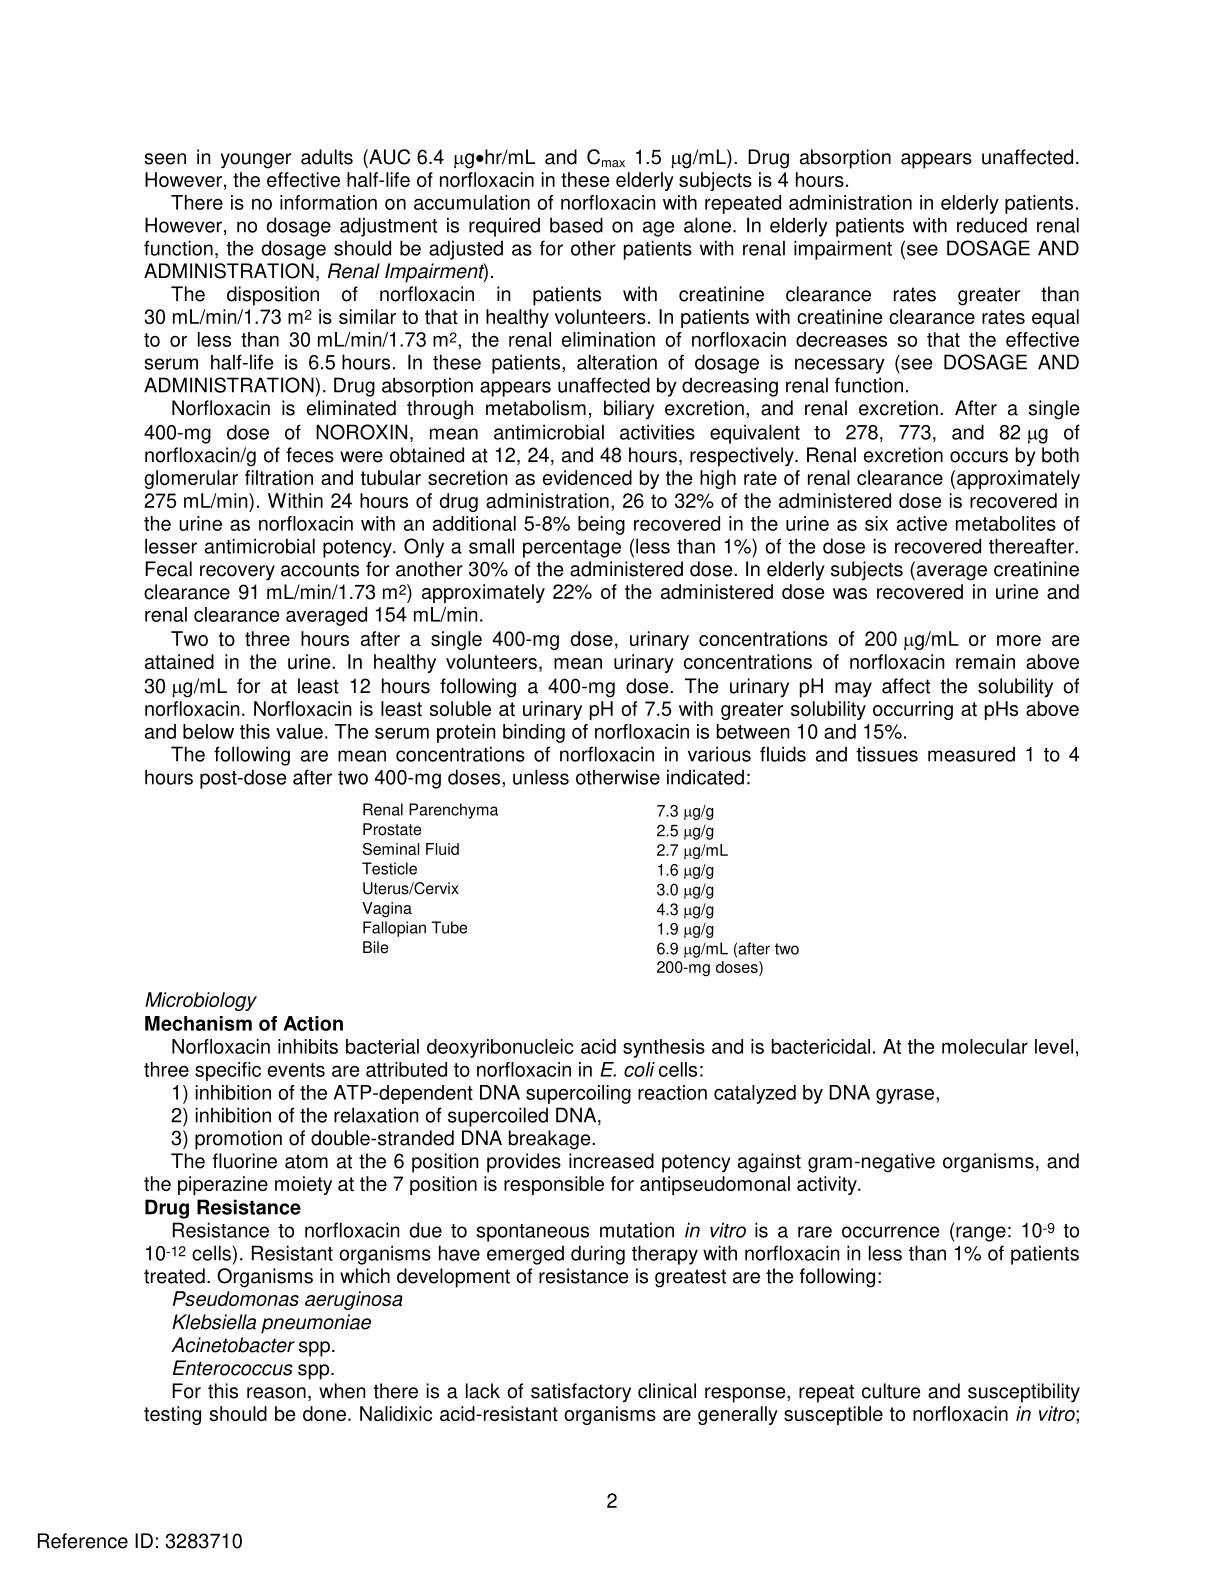 seen in younger adults (AUC 6.4 µg•hr/mL and Cmax 1.5 µg/mL). Drug absorption appears unaffected.
However, the effective half-life of norfloxacin in these elderly subjects is 4 hours.
There is no information on accumulation of norfloxacin with repeated administration in elderly patients.
However, no dosage adjustment is required based on age alone. In elderly patients with reduced renal
function, the dosage should be adjusted as for other patients with renal impairment (see DOSAGE AND
ADMINISTRATION, Renal Impairment).
The disposition of norfloxacin in patients with creatinine clearance rates greater than
30 mL/min/1.73 m2 is similar to that in healthy volunteers. In patients with creatinine clearance rates equal
to or less than 30 mL/min/1.73 m2, the renal elimination of norfloxacin decreases so that the effective
serum half-life is 6.5 hours. In these patients, alteration of dosage is necessary (see DOSAGE AND
ADMINISTRATION). Drug absorption appears unaffected by decreasing renal function.
Norfloxacin is eliminated through metabolism, biliary excretion, and renal excretion. After a single
400-mg dose of NOROXIN, mean antimicrobial activities equivalent to 278, 773, and 82 µg of
norfloxacin/g of feces were obtained at 12, 24, and 48 hours, respectively. Renal excretion occurs by both
glomerular filtration and tubular secretion as evidenced by the high rate of renal clearance (approximately
275 mL/min). Within 24 hours of drug administration, 26 to 32% of the administered dose is recovered in
the urine as norfloxacin with an additional 5-8% being recovered in the urine as six active metabolites of
lesser antimicrobial potency. Only a small percentage (less than 1%) of the dose is recovered thereafter.
Fecal recovery accounts for another 30% of the administered dose. In elderly subjects (average creatinine
clearance 91 mL/min/1.73 m2) approximately 22% of the administered dose was recovered in urine and
renal clearance averaged 154 mL/min.
Two to three hours after a single 400-mg dose, urinary concentrations of 200 µg/mL or more are
attained in the urine. In healthy volunteers, mean urinary concentrations of norfloxacin remain above
30 µg/mL for at least 12 hours following a 400-mg dose. The urinary pH may affect the solubility of
norfloxacin. Norfloxacin is least soluble at urinary pH of 7.5 with greater solubility occurring at pHs above
and below this value. The serum protein binding of norfloxacin is between 10 and 15%.
The following are mean concentrations of norfloxacin in various fluids and tissues measured 1 to 4
hours post-dose after two 400-mg doses, unless otherwise indicated:
Renal Parenchyma 7.3 µg/g
Prostate 2.5 µg/g
Seminal Fluid 2.7 µg/mL
Testicle 1.6 µg/g
Uterus/Cervix 3.0 µg/g
Vagina 4.3 µg/g
Fallopian Tube 1.9 µg/g
Bile 6.9 µg/mL (after two
200-mg doses)
Microbiology
Mechanism of Action
Norfloxacin inhibits bacterial deoxyribonucleic acid synthesis and is bactericidal. At the molecular level,
three specific events are attributed to norfloxacin in E. coli cells:
1) inhibition of the ATP-dependent DNA supercoiling reaction catalyzed by DNA gyrase,
2) inhibition of the relaxation of supercoiled DNA,
3) promotion of double-stranded DNA breakage.
The fluorine atom at the 6 position provides increased potency against gram-negative organisms, and
the piperazine moiety at the 7 position is responsible for antipseudomonal activity.
Drug Resistance
Resistance to norfloxacin due to spontaneous mutation in vitro is a rare occurrence (range: 10-9 to
10-12 cells). Resistant organisms have emerged during therapy with norfloxacin in less than 1% of patients
treated. Organisms in which development of resistance is greatest are the following:
Pseudomonas aeruginosa
Klebsiella pneumoniae
Acinetobacter spp.
Enterococcus spp.
For this reason, when there is a lack of satisfactory clinical response, repeat culture and susceptibility
testing should be done. Nalidixic acid-resistant organisms are generally susceptible to norfloxacin in vitro;
2
Reference ID: 3283710